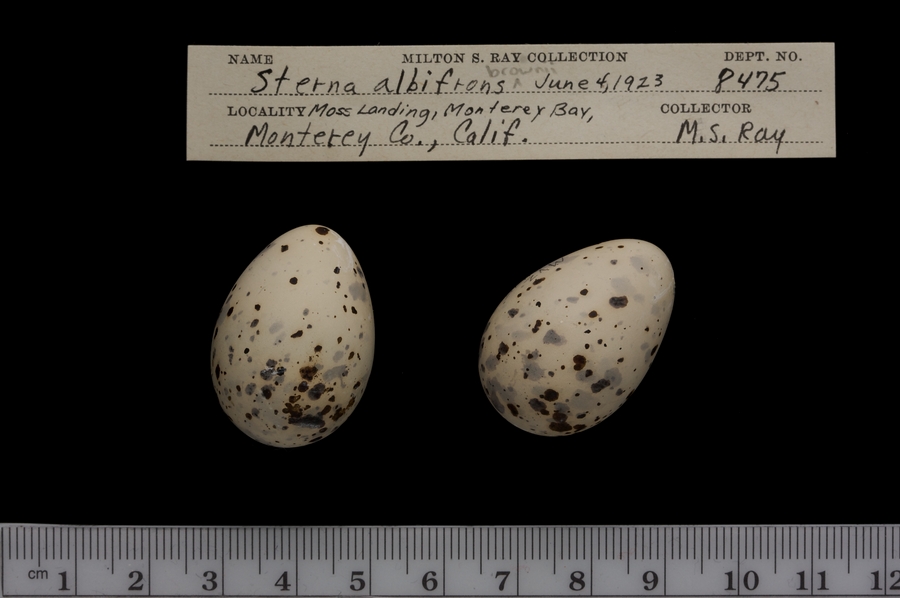 NAME MILTON S. RAY COLLECTION DEPT. NO.
browni
Sterna albifrons ^ June 4, 1923 8475
LOCALITY Moss Landing, Monterey Bay, COLLECTOR
Monterey Co., Calif. M.S. Ray
cm 1 2 3 4 5 6 7 8 9 10 11 12